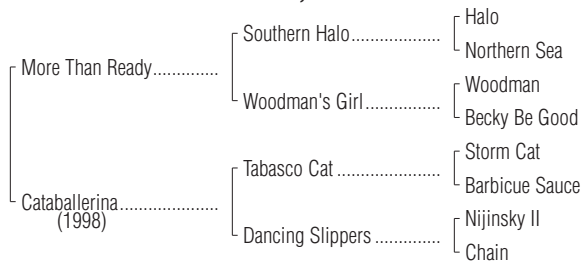 Halo
Southern Halo
Northern Sea
More Than Ready
Woodman
Woodman's Girl
Becky Be Good
Storm Cat
Tabasco Cat
Barbicue Sauce
Cataballerina
(1998)
Nijinsky II
Dancing Slippers
Chain